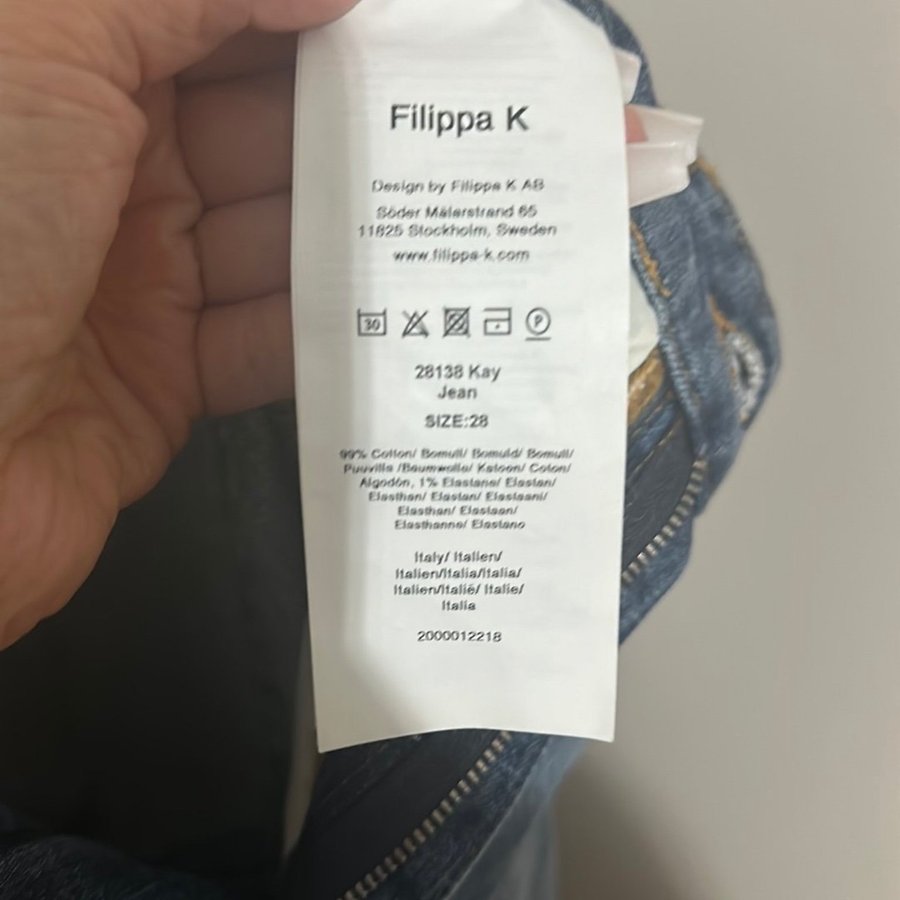 Filippa K
Design by Filippa K AB
Söder Mälarstrand 65
11825 Stockholm, Sweden
www.filippa-k.com
30 P
28138 Kay
Jean
SIZE:28
99% Cotton/ Bomull/ Bomuld/ Bomull/
Puuvilla /Baumwolle/ Katoen/ Coton/
Algodón, 1% Elastane/ Elastan/
Elasthan/ Elastan/ Elastaani/
Elasthan/ Elastaan/
Elasthanne/ Elastano
Italy/ Italien/
Italien/Italia/Italia/
Italien/Italië/ Italie/
Italia
2000012218